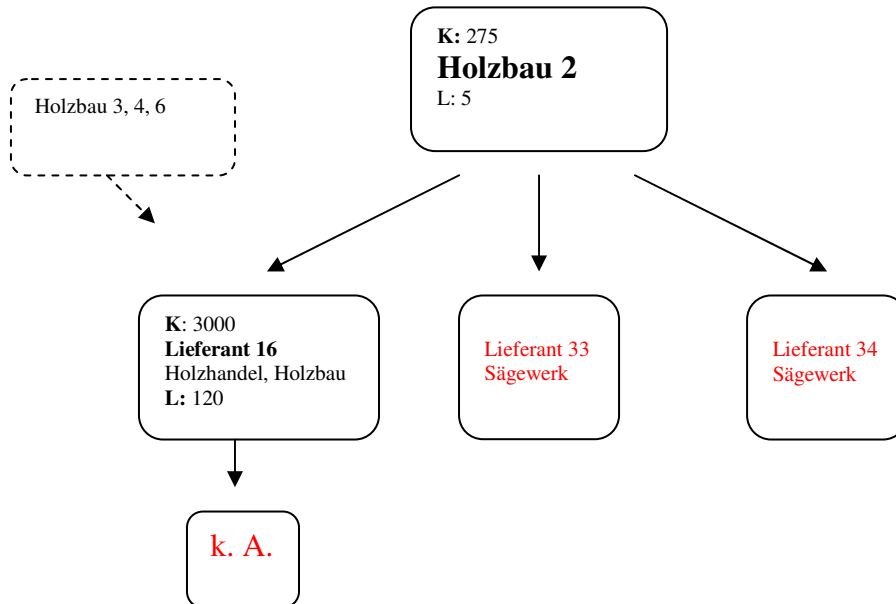 K: 275
Holzbau 2
L: 5
Holzbau 3, 4, 6
K: 3000
Lieferant 16
Holzhandel, Holzbau
L: 120
Lieferant 33
Sägewerk
Lieferant 34
Sägewerk
k. A.